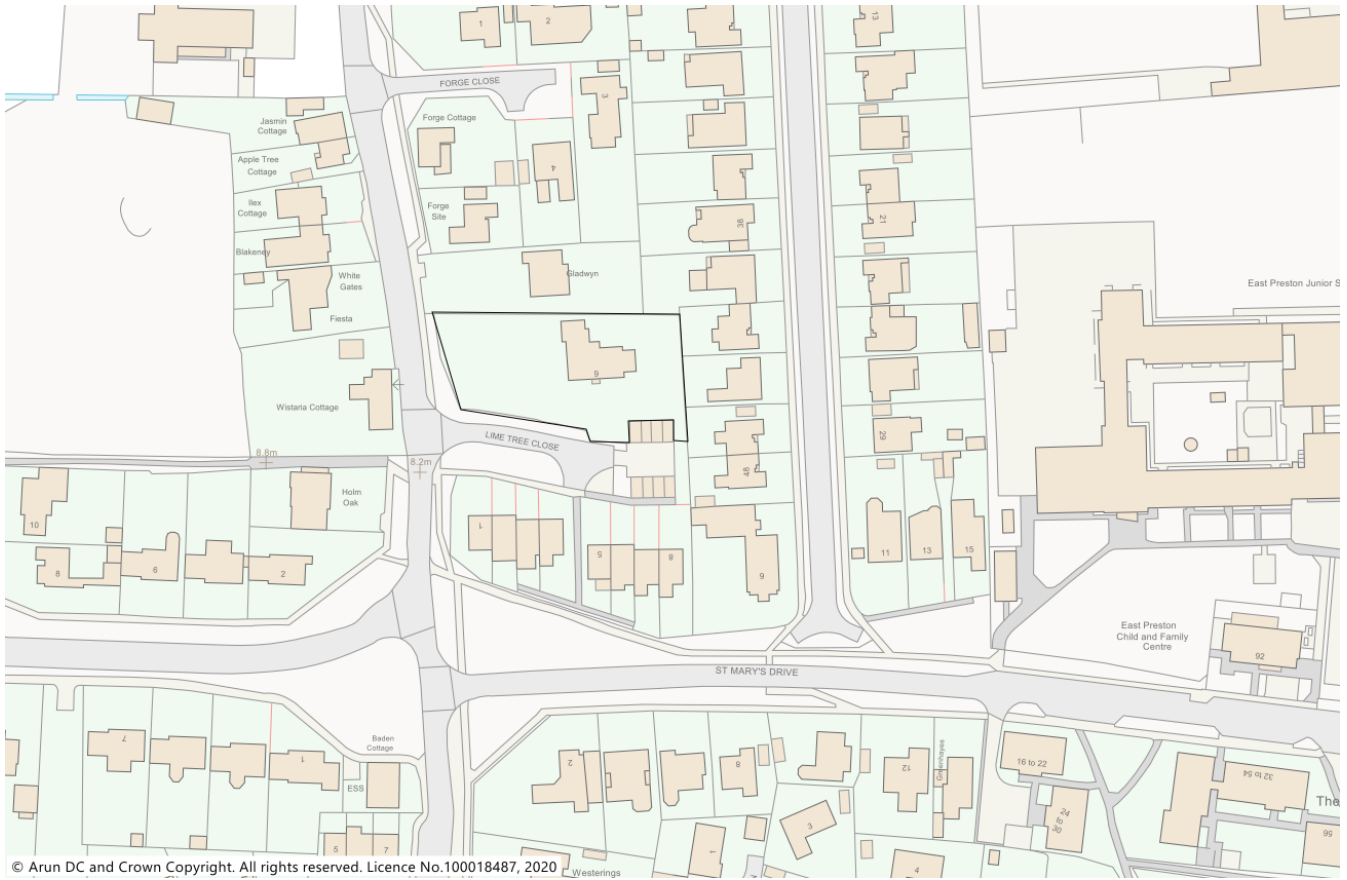 1
2
13
FORGE CLOSE
3
Jasmin
Cottage
Forge Cottage
Apple Tree
Cottage
4
Ilex
Cottage
Forge
Site
38
21
Blakeney
White
Gates
Gladwyn
East Preston Junior S
Fiesta
9
Wistaria Cottage
LIME TREE CLOSE
29
8.8m
8.2m
48
Holm
Oak
10
1
5
8
11
13
15
8
6
2
9
East Preston
Child and Family
Centre
92
ST MARY'S DRIVE
Baden
Cottage
7
1
ESS
2
8
12
Greenhayes
16 to 22
32 to 54
The
24
to
30
3
56
5
7
1
4
Westerings
© Arun DC and Crown Copyright. All rights reserved. Licence No.100018487, 2020